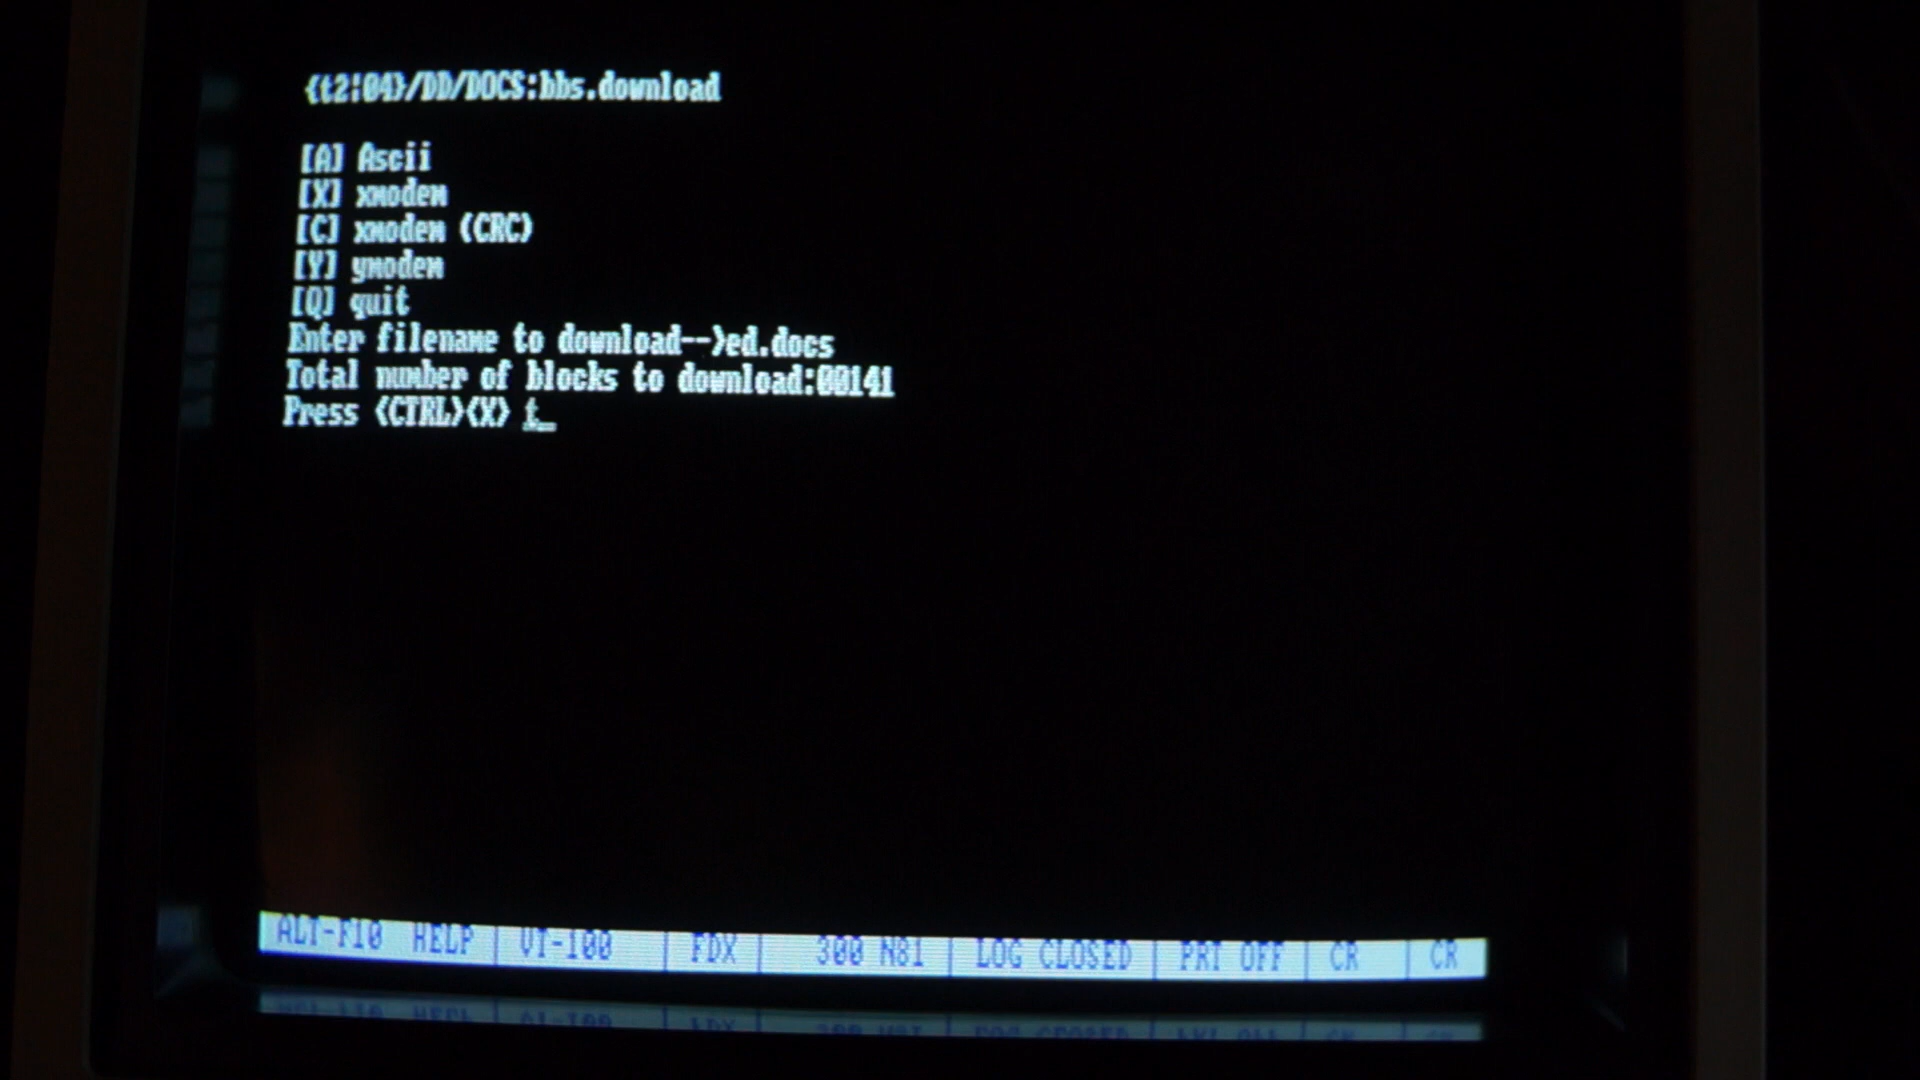 {t2:04}/DD/DOCS:bbs.download
[A] Ascii
[X] xmodem
[C] xmodem (CRC)
[Y] ymodem
[Q] quit
Enter filename to download-->ed.docs
Total number of blocks to download:00141
Press <CTRL><X> t_
ALT-F10 HELP | VT-100 | FDX | 300 N81 | LOG CLOSED | PRT OFF | CR | CR